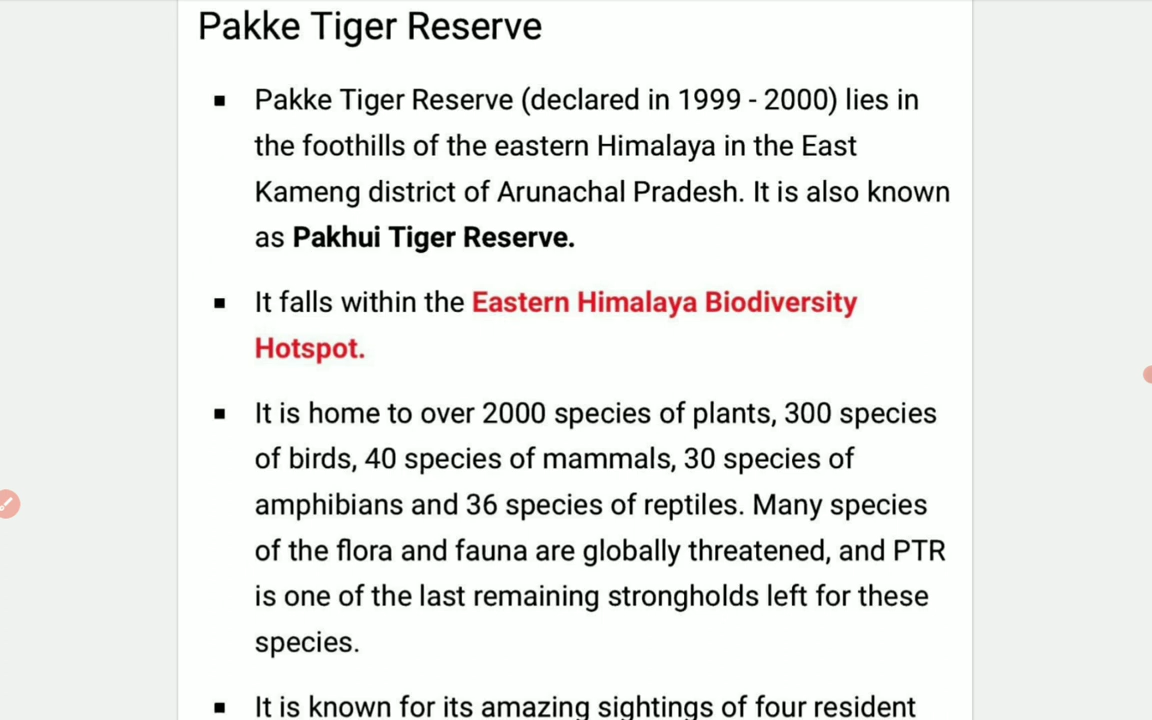 Pakke Tiger Reserve
▪ Pakke Tiger Reserve (declared in 1999 - 2000) lies in
the foothills of the eastern Himalaya in the East
Kameng district of Arunachal Pradesh. It is also known
as Pakhui Tiger Reserve.
▪ It falls within the Eastern Himalaya Biodiversity
Hotspot.
▪ It is home to over 2000 species of plants, 300 species
of birds, 40 species of mammals, 30 species of
amphibians and 36 species of reptiles. Many species
of the flora and fauna are globally threatened, and PTR
is one of the last remaining strongholds left for these
species.
▪ It is known for its amazing sightings of four resident